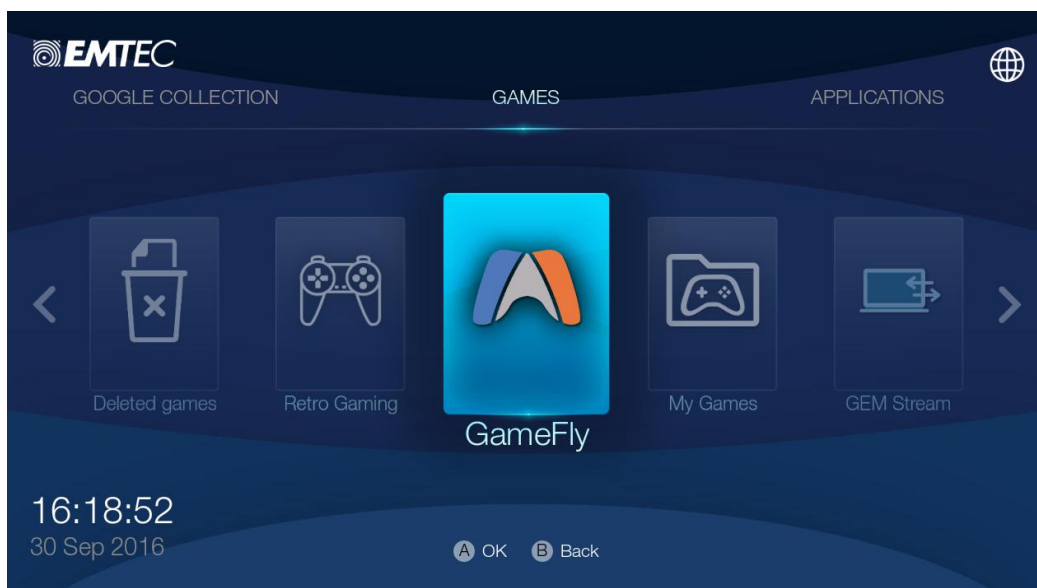 EMTEC
GOOGLE COLLECTION GAMES APPLICATIONS
Deleted games Retro Gaming GameFly My Games GEM Stream
16:18:52
30 Sep 2016
A OK B Back